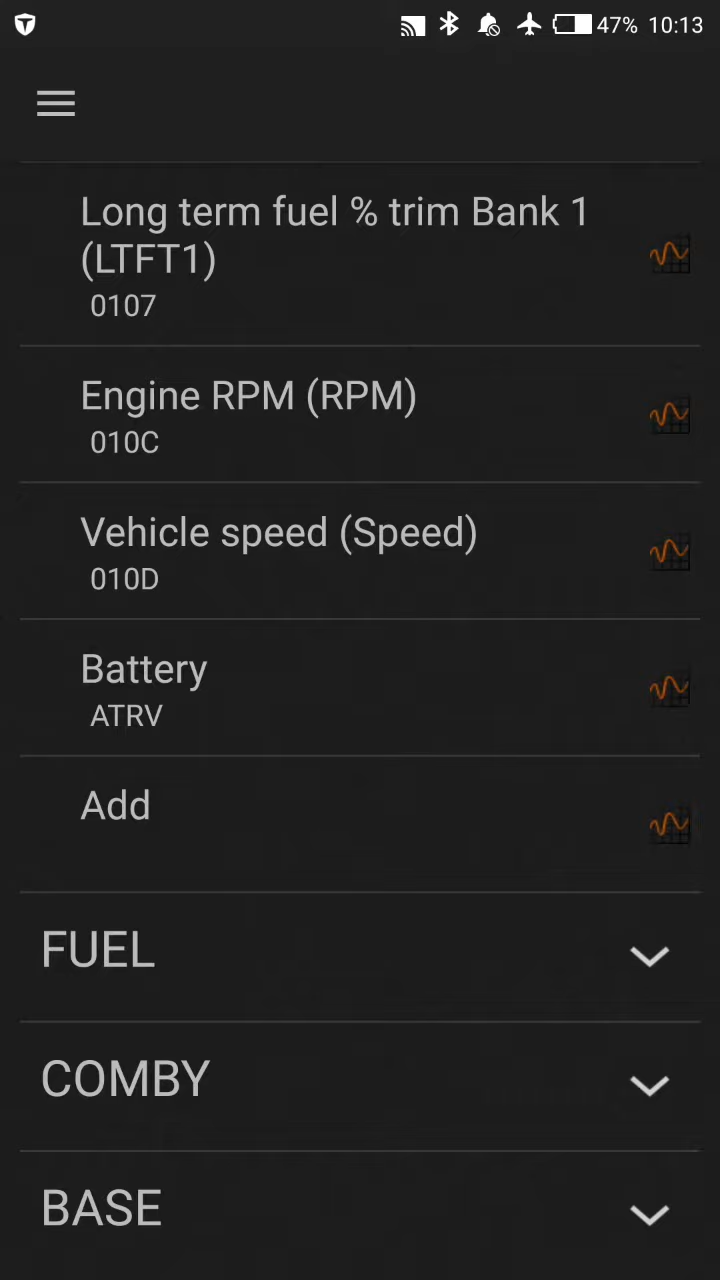 47% 10:13
Long term fuel % trim Bank 1
(LTFT1)
0107
Engine RPM (RPM)
010C
Vehicle speed (Speed)
010D
Battery
ATRV
Add
FUEL
COMBY
BASE